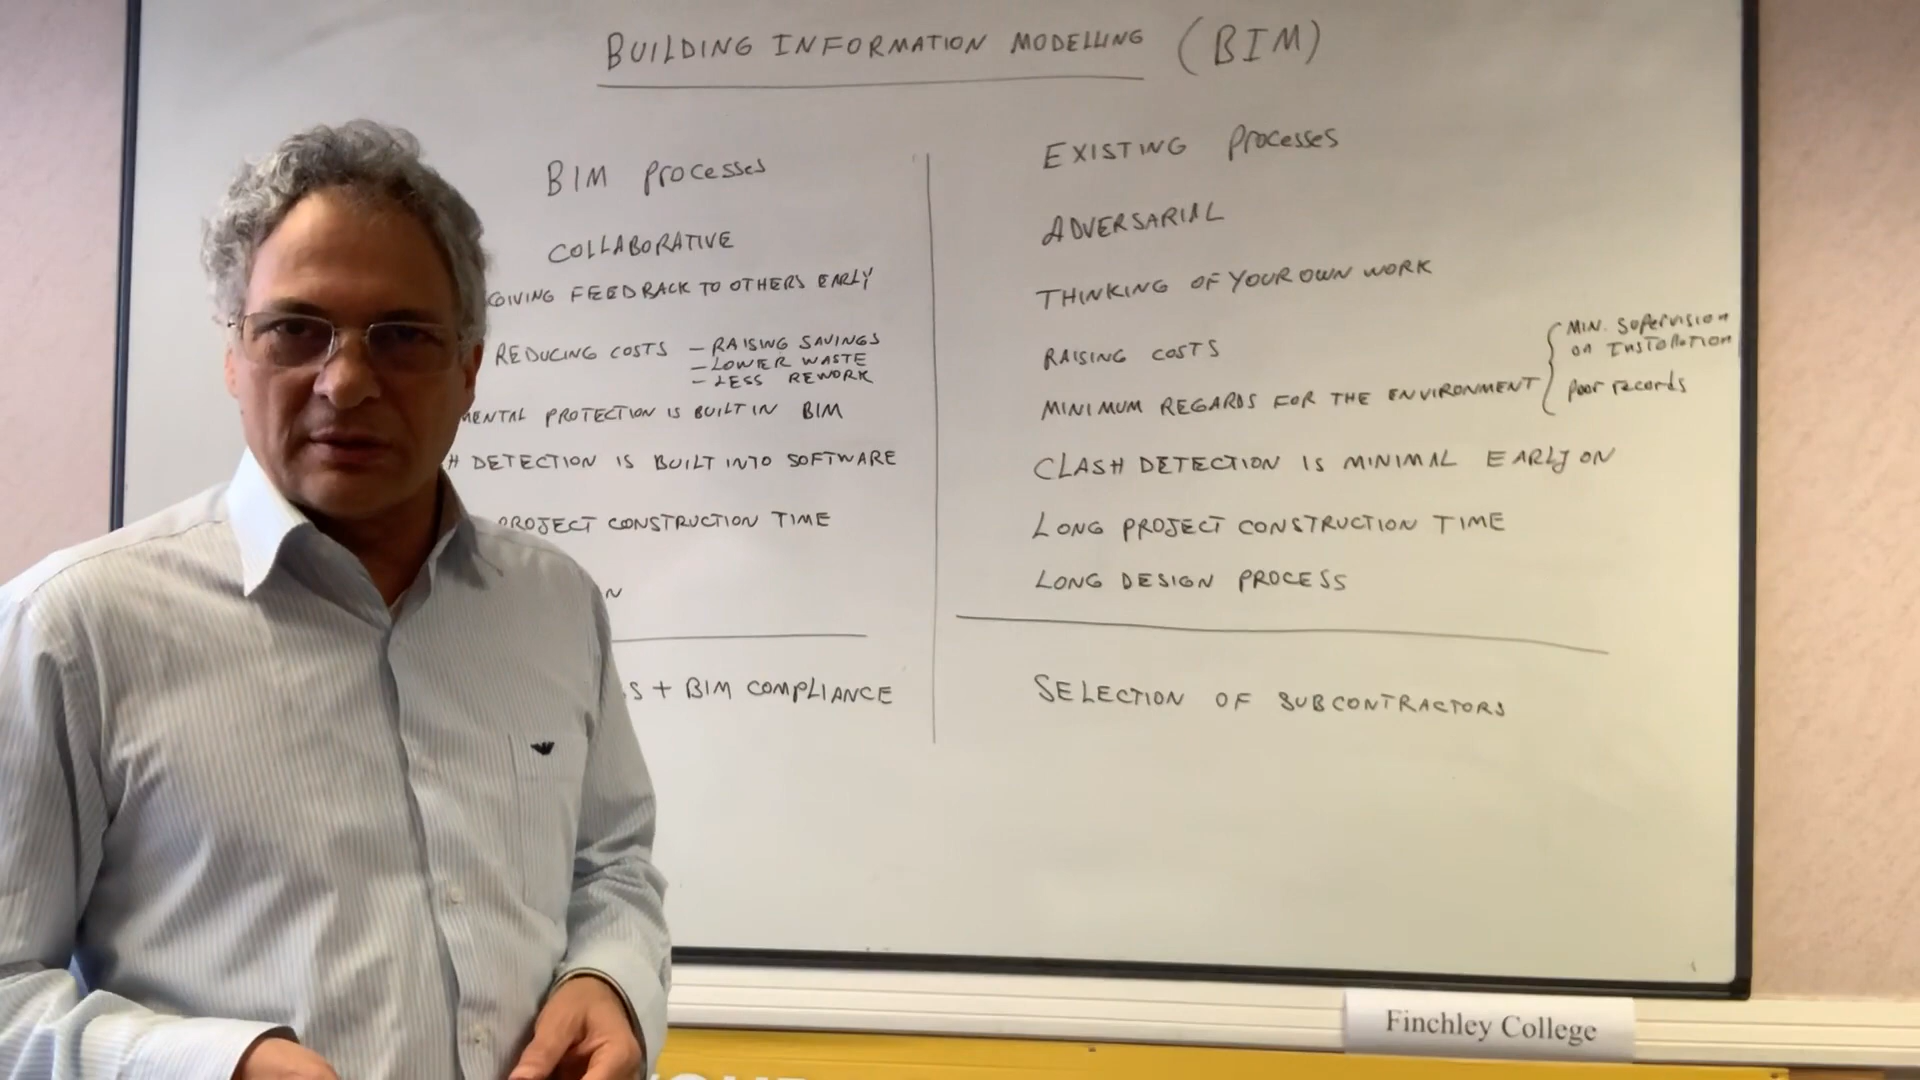 BUILDING INFORMATION MODELLING (BIM)
BIM processes
COLLABORATIVE
GIVING FEEDBACK TO OTHERS EARLY
REDUCING COSTS – RAISING SAVINGS
– LOWER WASTE
– LESS REWORK
MENTAL PROTECTION IS BUILT IN BIM
H DETECTION IS BUILT INTO SOFTWARE
PROJECT CONSTRUCTION TIME
N
S + BIM COMPLIANCE
EXISTING Processes
ADVERSARIAL
THINKING OF YOUR OWN WORK
RAISING COSTS
MINIMUM REGARDS FOR THE ENVIRONMENT
MIN. Supervision
on Instollation
poor records
CLASH DETECTION IS MINIMAL EARLY ON
LONG PROJECT CONSTRUCTION TIME
LONG DESIGN PROCESS
SELECTION OF SUBCONTRACTORS
Finchley College